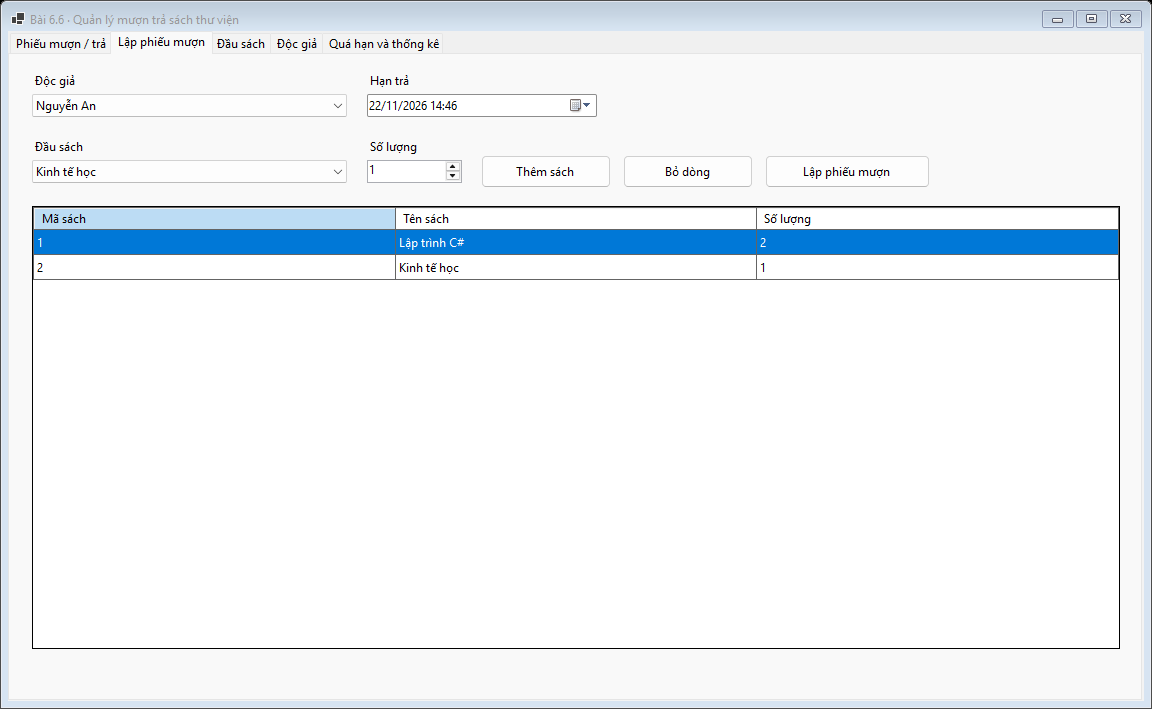 Bài 6.6 - Quản lý mượn trả sách thư viện
Phiếu mượn / trả Lập phiếu mượn Đầu sách Độc giả Quá hạn và thống kê
Độc giả Hạn trả
Nguyễn An 22/11/2026 14:46
Đầu sách Số lượng
Kinh tế học 1 Thêm sách Bỏ dòng Lập phiếu mượn
Mã sách Tên sách Số lượng
1 Lập trình C# 2
2 Kinh tế học 1